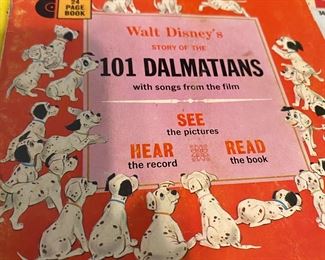 24
PAGE
BOOK
Walt Disney's
STORY OF THE
101 DALMATIANS
with songs from the film
SEE
the pictures
HEAR
the record
READ
the book